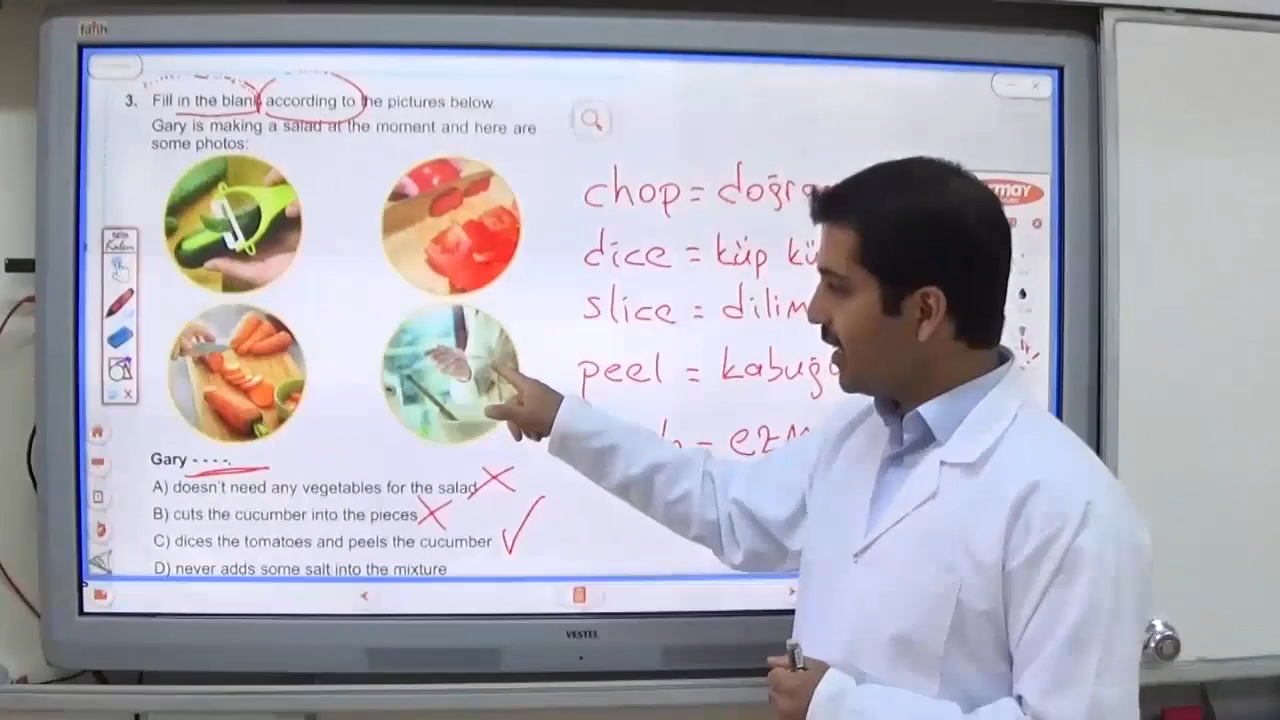 fatih
3. Fill in the blank according to the pictures below
Gary is making a salad at the moment and here are
some photos:
chop = doğra
dice = küp kü
slice = dilim
peel = kabuğ
= ezm
Gary ----.
A) doesn't need any vegetables for the salad
B) cuts the cucumber into the pieces
C) dices the tomatoes and peels the cucumber
D) never adds some salt into the mixture
Kalem
VESTEL